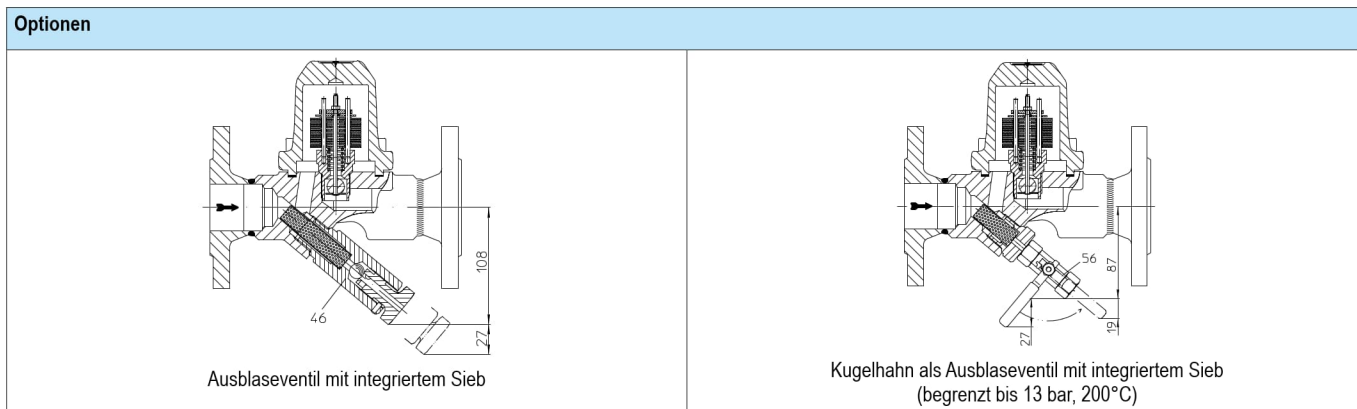 Optionen
108
27
46
Ausblaseventil mit integriertem Sieb
56
87
19
27
Kugelhahn als Ausblaseventil mit integriertem Sieb
(begrenzt bis 13 bar, 200°C)